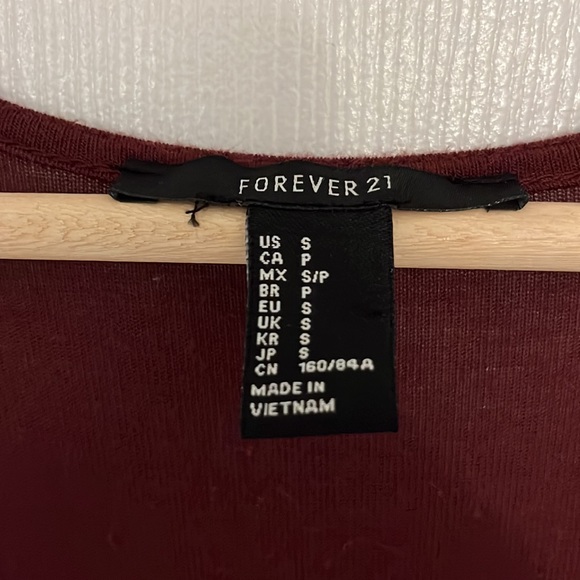 FOREVER 21
US S
CA P
MX S/P
BR P
EU S
UK S
KR S
JP S
CN 160/84A
MADE IN
VIETNAM